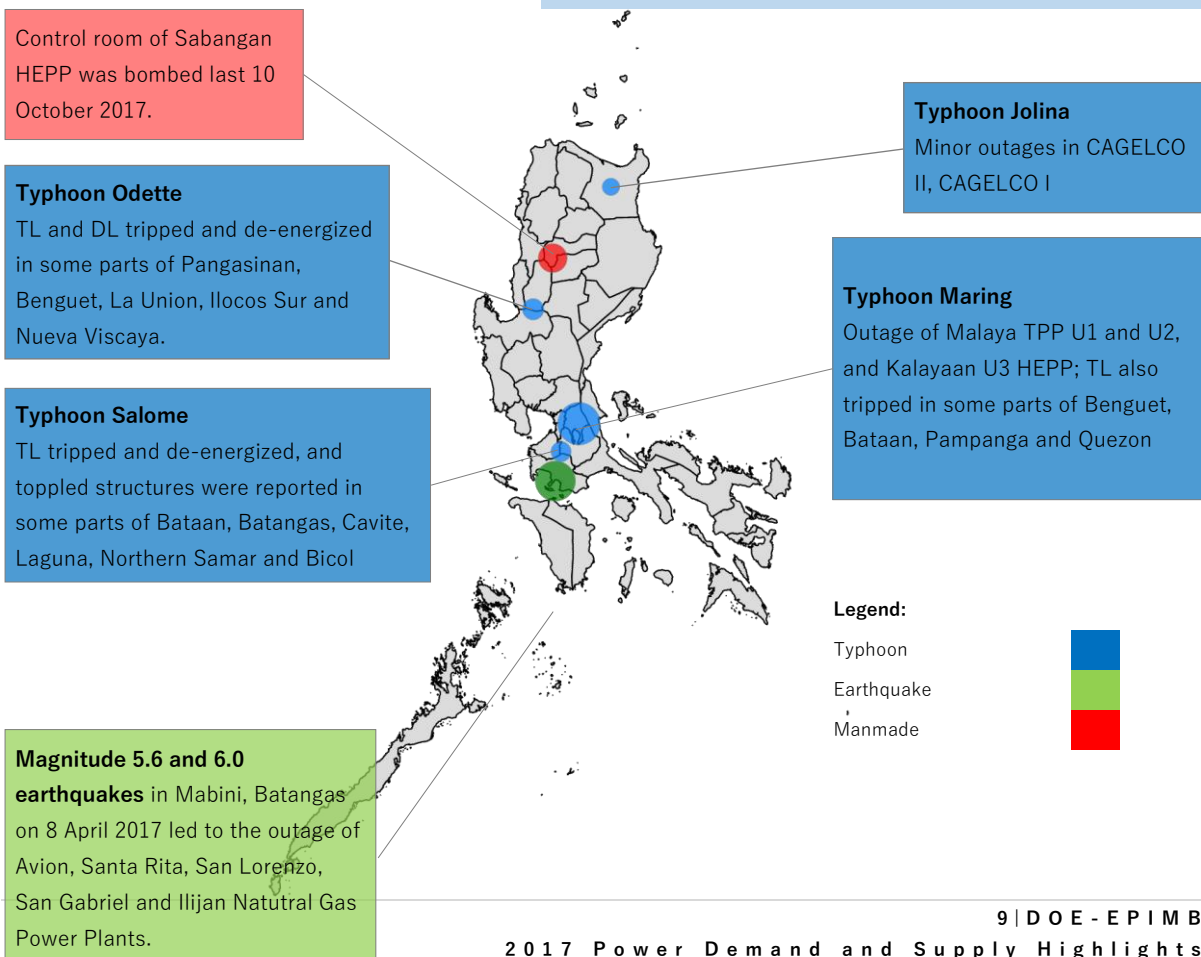 Control room of Sabangan
HEPP was bombed last 10
October 2017.
Typhoon Jolina
Minor outages in CAGELCO
II, CAGELCO I
Typhoon Odette
TL and DL tripped and de-energized
in some parts of Pangasinan,
Benguet, La Union, Ilocos Sur and
Nueva Viscaya.
Typhoon Maring
Outage of Malaya TPP U1 and U2,
and Kalayaan U3 HEPP; TL also
tripped in some parts of Benguet,
Bataan, Pampanga and Quezon
Typhoon Salome
TL tripped and de-energized, and
toppled structures were reported in
some parts of Bataan, Batangas, Cavite,
Laguna, Northern Samar and Bicol
Legend:
Typhoon
Earthquake
Manmade
Magnitude 5.6 and 6.0
earthquakes in Mabini, Batangas
on 8 April 2017 led to the outage of
Avion, Santa Rita, San Lorenzo,
San Gabriel and Ilijan Natutral Gas
Power Plants.
9 | DOE-EPIMB
2017 Power Demand and Supply Highlights